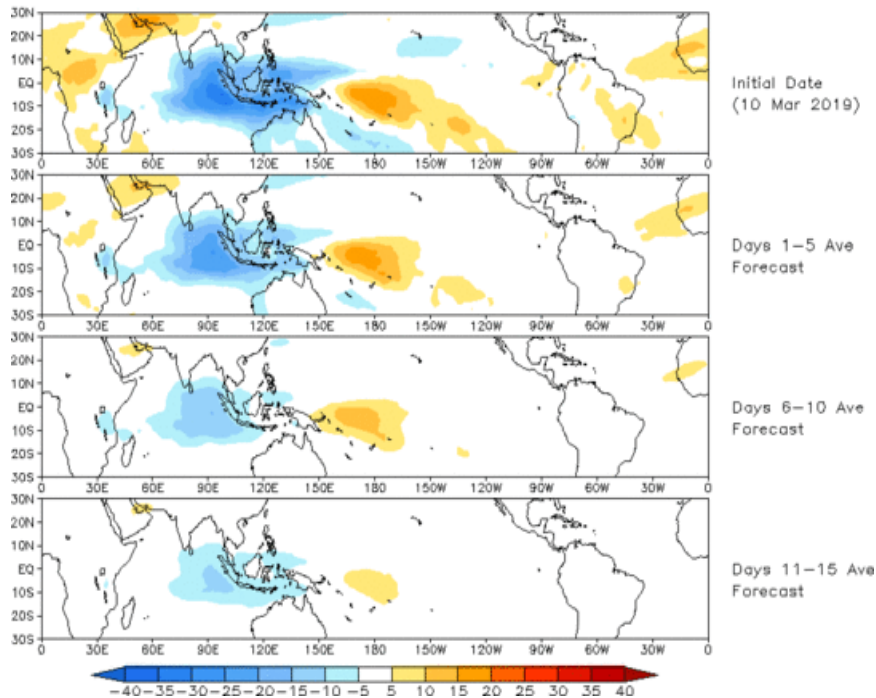 30N
20N
10N
EQ
10S
20S
30S
0 30E 60E 90E 120E 150E 180 150W 120W 90W 60W 30W 0
Initial Date
(10 Mar 2019)
30N
20N
10N
EQ
10S
20S
30S
0 30E 60E 90E 120E 150E 180 150W 120W 90W 60W 30W 0
Days 1-5 Ave
Forecast
30N
20N
10N
EQ
10S
20S
30S
0 30E 60E 90E 120E 150E 180 150W 120W 90W 60W 30W 0
Days 6-10 Ave
Forecast
30N
20N
10N
EQ
10S
20S
30S
0 30E 60E 90E 120E 150E 180 150W 120W 90W 60W 30W 0
Days 11-15 Ave
Forecast
-40 -35 -30 -25 -20 -15 -10 -5 5 10 15 20 25 30 35 40